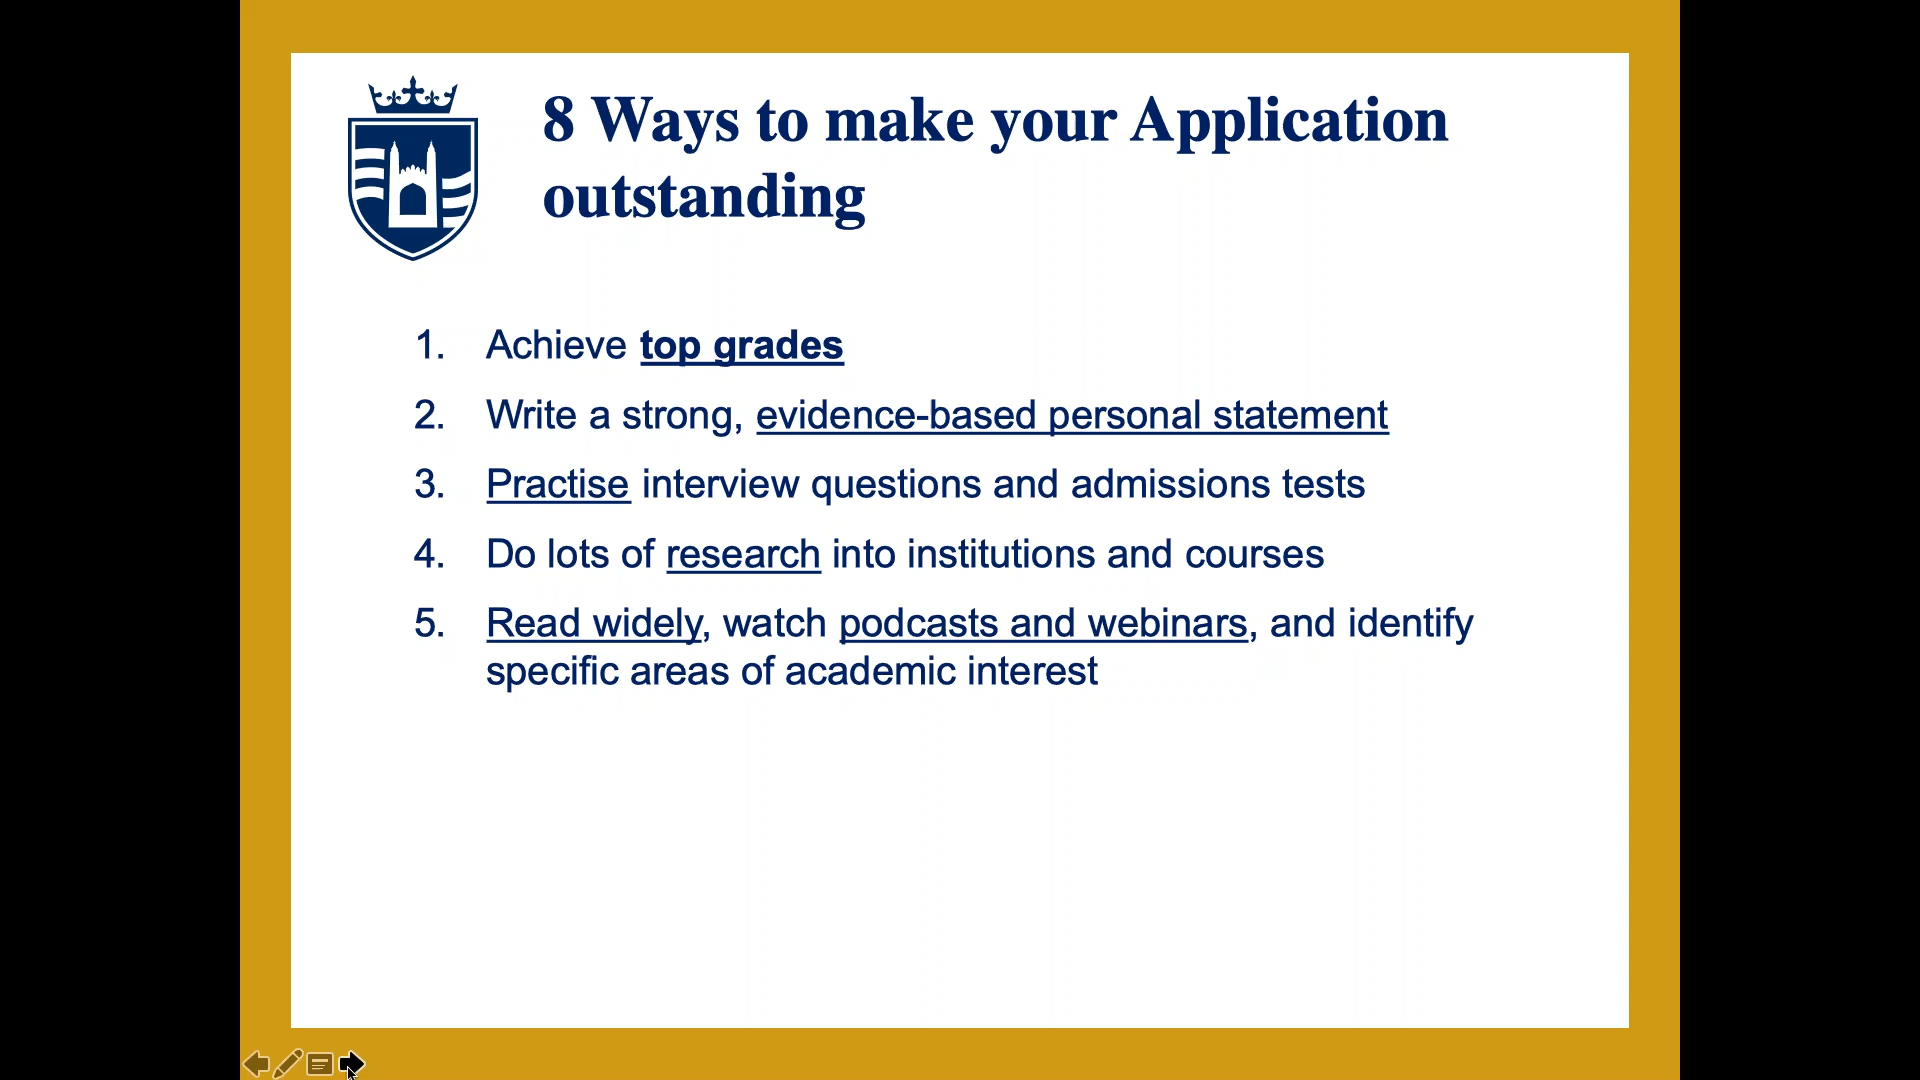 8 Ways to make your Application
outstanding
1. Achieve top grades
2. Write a strong, evidence-based personal statement
3. Practise interview questions and admissions tests
4. Do lots of research into institutions and courses
5. Read widely, watch podcasts and webinars, and identify
specific areas of academic interest